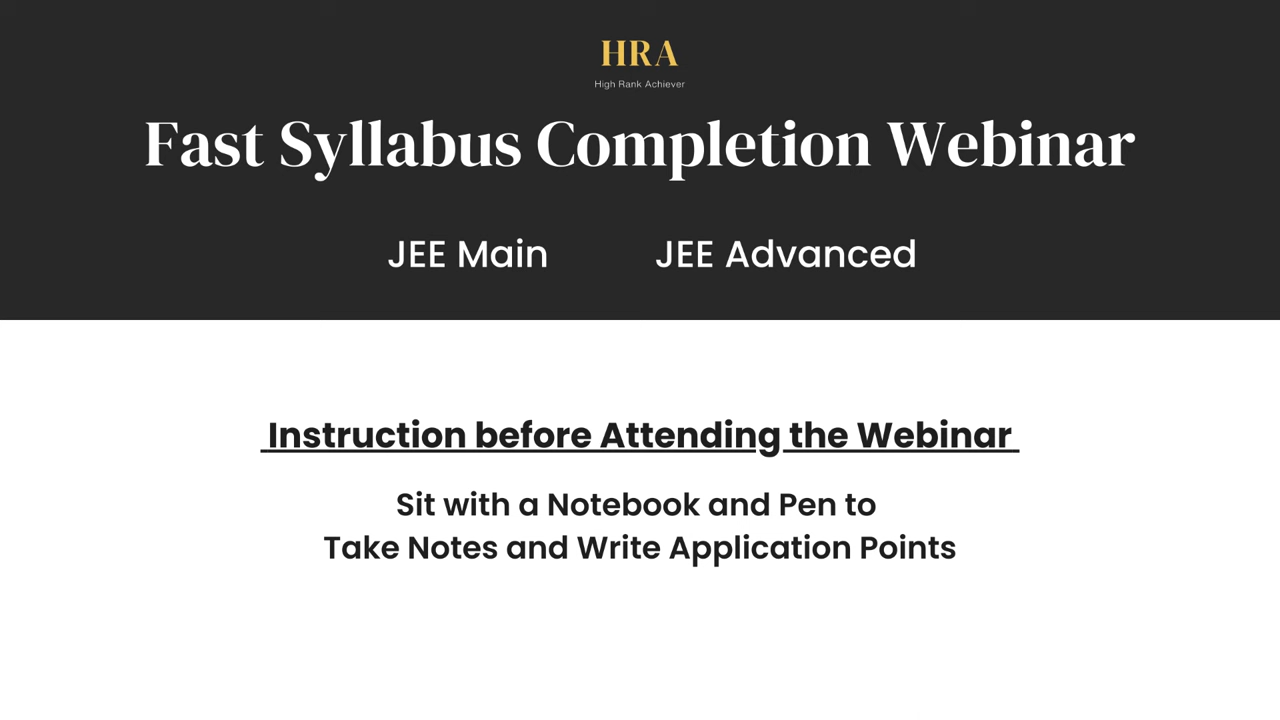 HRA
High Rank Achiever
Fast Syllabus Completion Webinar
JEE Main JEE Advanced
Instruction before Attending the Webinar
Sit with a Notebook and Pen to
Take Notes and Write Application Points